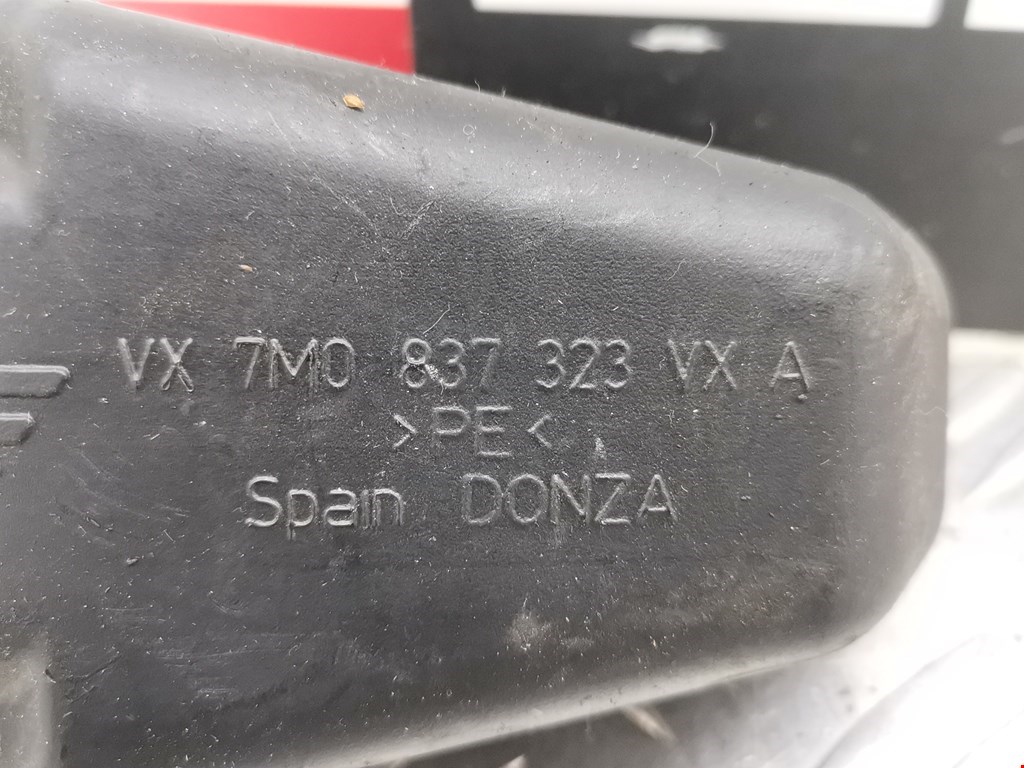 VX 7M0 837 323 VX A
>PE<
Spain DONZA